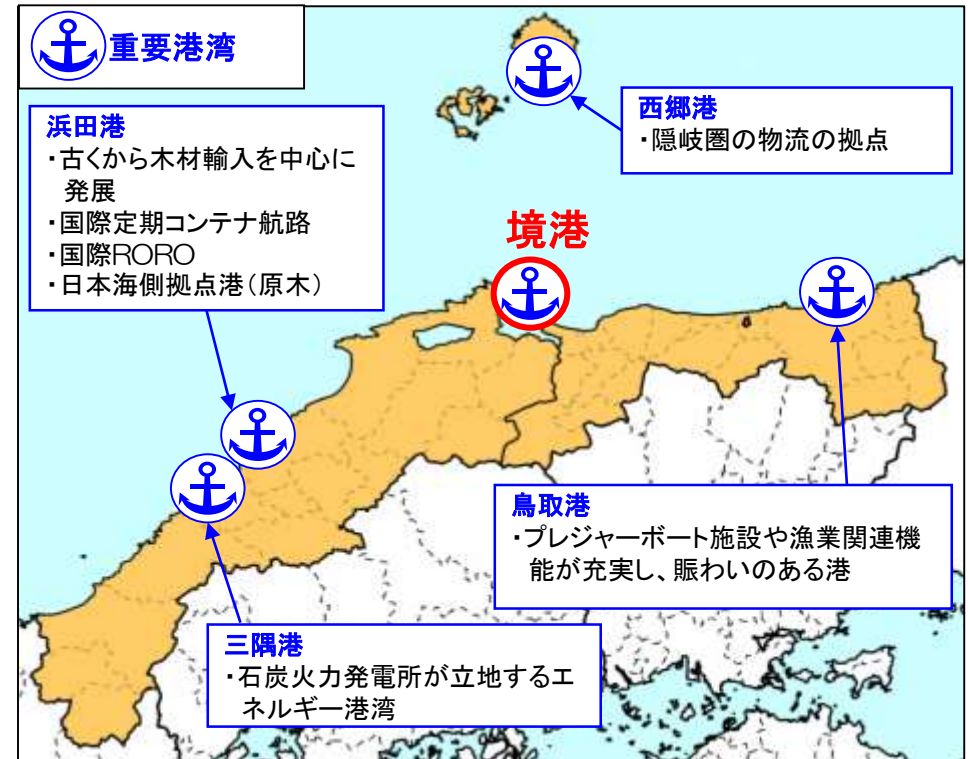 重要港湾
浜田港
・古くから木材輸入を中心に
発展
・国際定期コンテナ航路
・国際RORO
・日本海側拠点港(原木)
西郷港
・隠岐圏の物流の拠点
境港
鳥取港
・プレジャーボート施設や漁業関連機
能が充実し、賑わいのある港
三隅港
・石炭火力発電所が立地するエ
ネルギー港湾